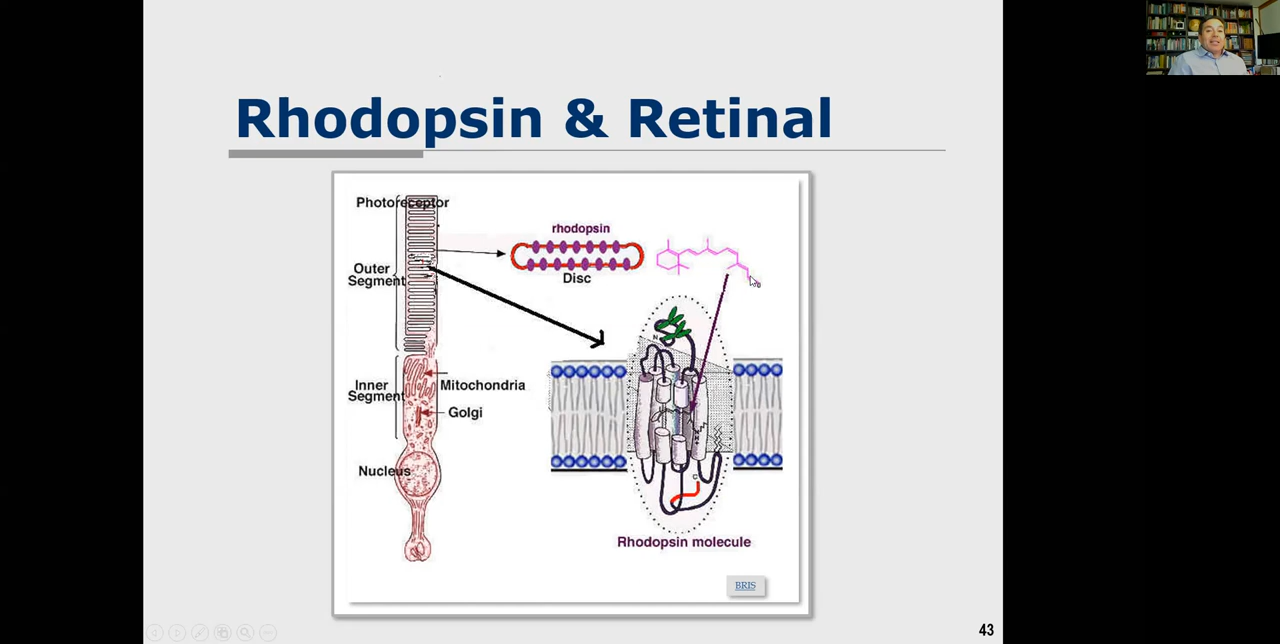 Rhodopsin & Retinal
Photoreceptor
rhodopsin
Disc
Outer
Segment
Mitochondria
Inner
Segment
Golgi
Nucleus
N
C
Rhodopsin molecule
BRIS
43